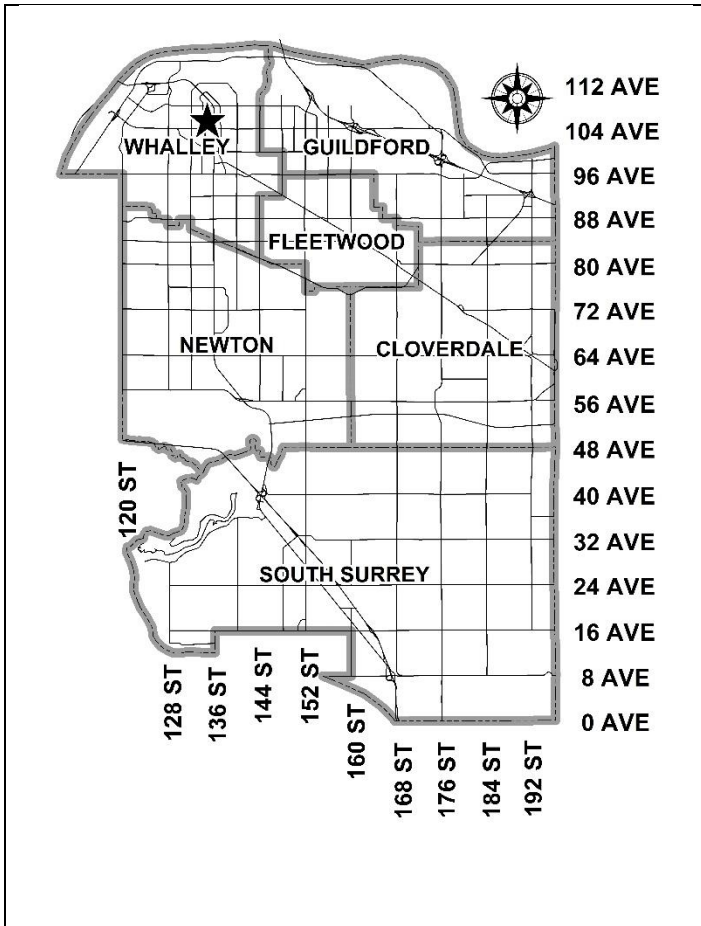 112 AVE
104 AVE
WHALLEY
GUILDFORD
96 AVE
88 AVE
FLEETWOOD
80 AVE
72 AVE
NEWTON
CLOVERDALE
64 AVE
56 AVE
48 AVE
120 ST
40 AVE
32 AVE
SOUTH SURREY
24 AVE
16 AVE
128 ST
136 ST
144 ST
152 ST
8 AVE
160 ST
0 AVE
168 ST
176 ST
184 ST
192 ST